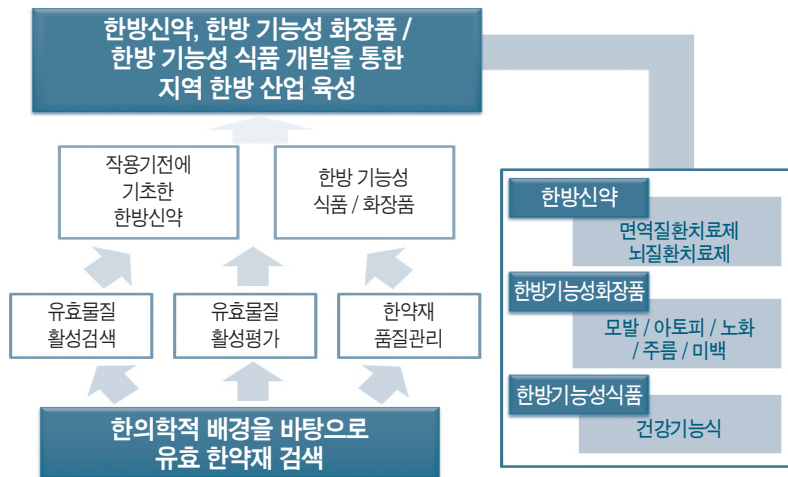 한방신약, 한방 기능성 화장품 /
한방 기능성 식품 개발을 통한
지역 한방 산업 육성
작용기전에
기초한
한방신약
한방 기능성
식품 / 화장품
유효물질
활성검색
유효물질
활성평가
한약재
품질관리
한의학적 배경을 바탕으로
유효 한약재 검색
한방신약
면역질환치료제
뇌질환치료제
한방기능성화장품
모발 / 아토피 / 노화
/ 주름 / 미백
한방기능성식품
건강기능식